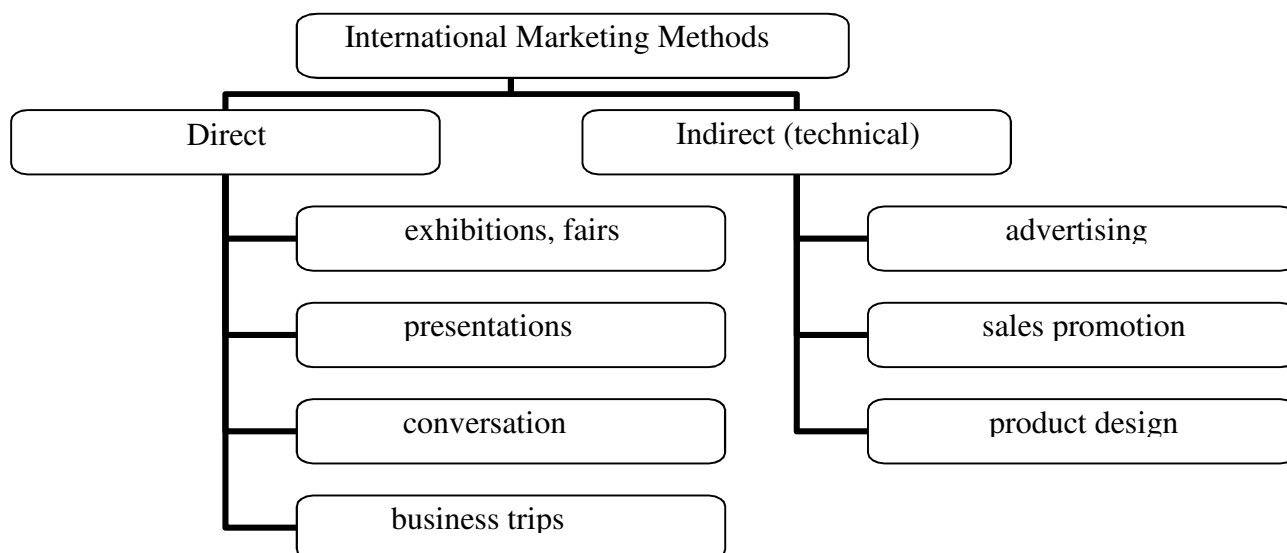 International Marketing Methods
Direct
Indirect (technical)
exhibitions, fairs
advertising
presentations
sales promotion
conversation
product design
business trips